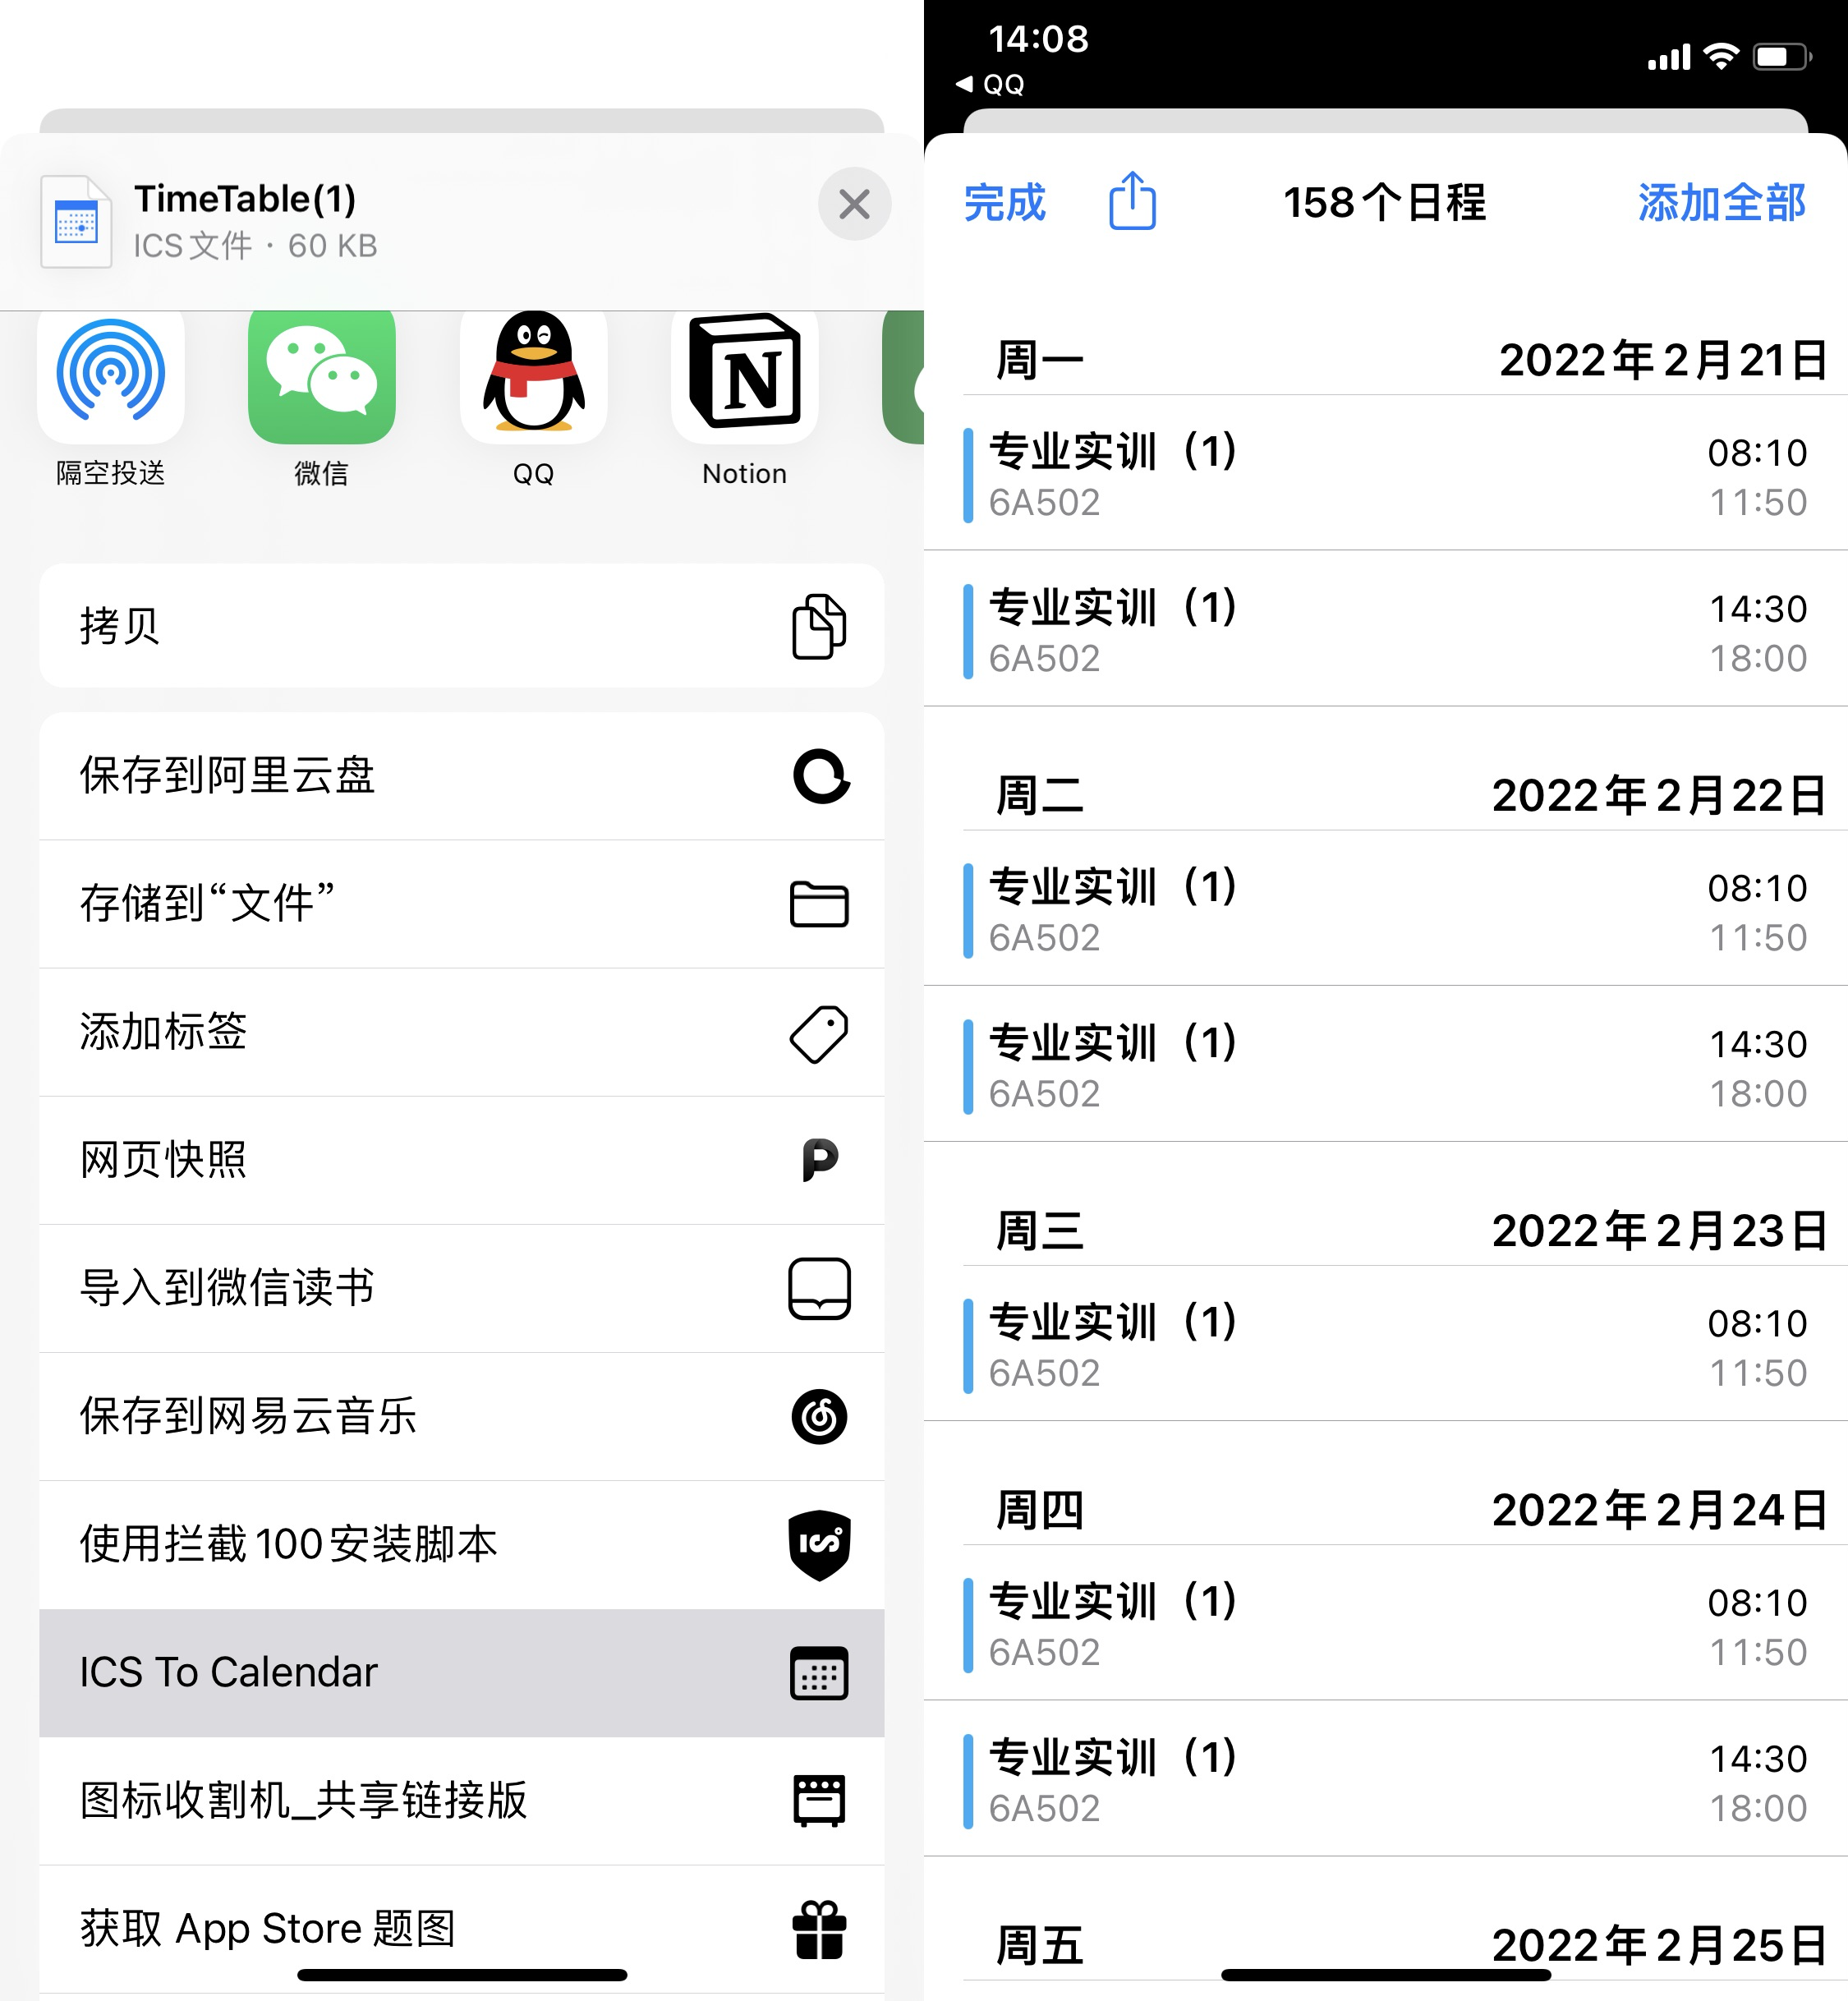 TimeTable(1)
ICS文件 · 60 KB
隔空投送
微信
QQ
Notion
拷贝
保存到阿里云盘
存储到“文件”
添加标签
网页快照
导入到微信读书
保存到网易云音乐
使用拦截100安装脚本
ICS To Calendar
图标收割机_共享链接版
获取 App Store 题图
14:08
◀ QQ
完成
158个日程
添加全部
周一 2022年2月21日
专业实训（1） 08:10
6A502 11:50
专业实训（1） 14:30
6A502 18:00
周二 2022年2月22日
专业实训（1） 08:10
6A502 11:50
专业实训（1） 14:30
6A502 18:00
周三 2022年2月23日
专业实训（1） 08:10
6A502 11:50
周四 2022年2月24日
专业实训（1） 08:10
6A502 11:50
专业实训（1） 14:30
6A502 18:00
周五 2022年2月25日